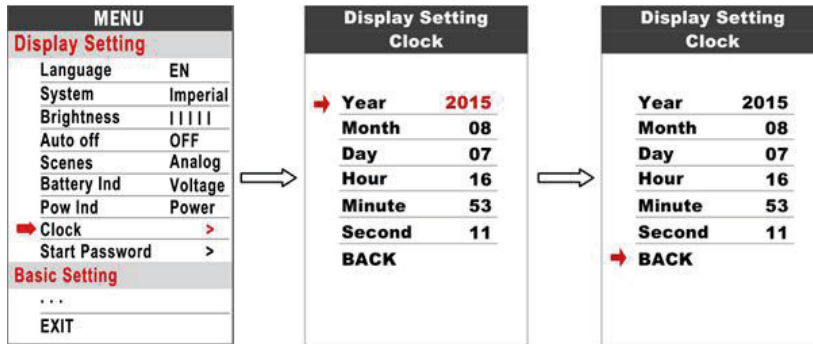 MENU
Display Setting
Language EN
System Imperial
Brightness I I I I I
Auto off OFF
Scenes Analog
Battery Ind Voltage
Pow Ind Power
Clock >
Start Password >
Basic Setting
...
EXIT
Display Setting
Clock
Year 2015
Month 08
Day 07
Hour 16
Minute 53
Second 11
BACK
Display Setting
Clock
Year 2015
Month 08
Day 07
Hour 16
Minute 53
Second 11
BACK